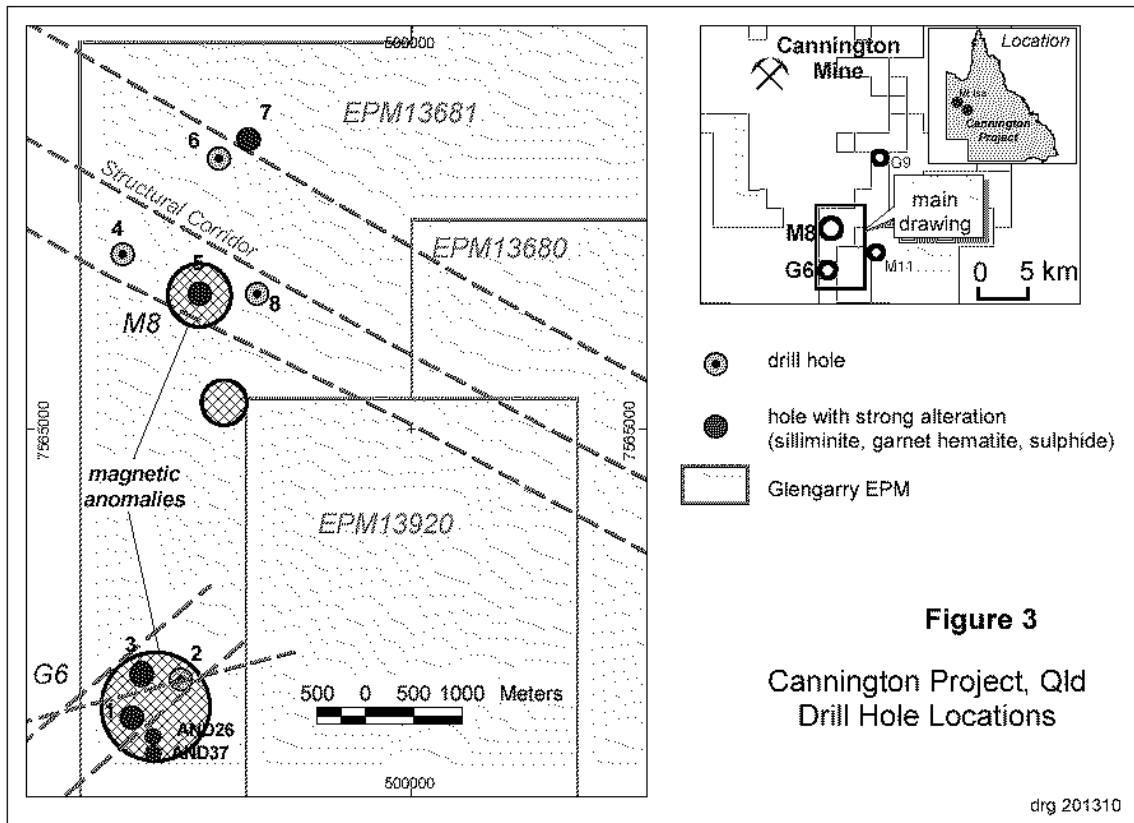 500000
EPM13681
7
6
Structural Corridor
4
5
8
M8
EPM13680
7565000
7565000
magnetic
anomalies
EPM13920
3
2
G6
1
AND26
AND37
500 0 500 1000 Meters
500000
Cannington
Mine
Location
Mt Isa
Cannington
Project
G9
main
drawing
M8
M11
G6
0 5 km
drill hole
hole with strong alteration
(silliminite, garnet hematite, sulphide)
Glengarry EPM
Figure 3
Cannington Project, Qld
Drill Hole Locations
drg 201310